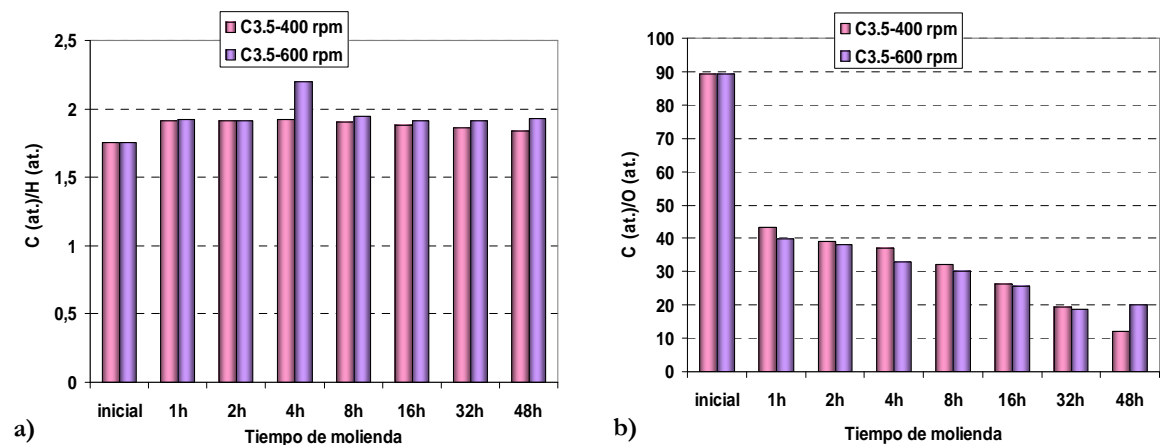 C3.5-400 rpm
C3.5-600 rpm
2,5
2
1,5
1
0,5
0
C (at.)/H (at.)
inicial 1h 2h 4h 8h 16h 32h 48h
Tiempo de molienda
a)
C3.5-400 rpm
C3.5-600 rpm
100
90
80
70
60
50
40
30
20
10
0
C (at.)/O (at.)
inicial 1h 2h 4h 8h 16h 32h 48h
Tiempo de molienda
b)